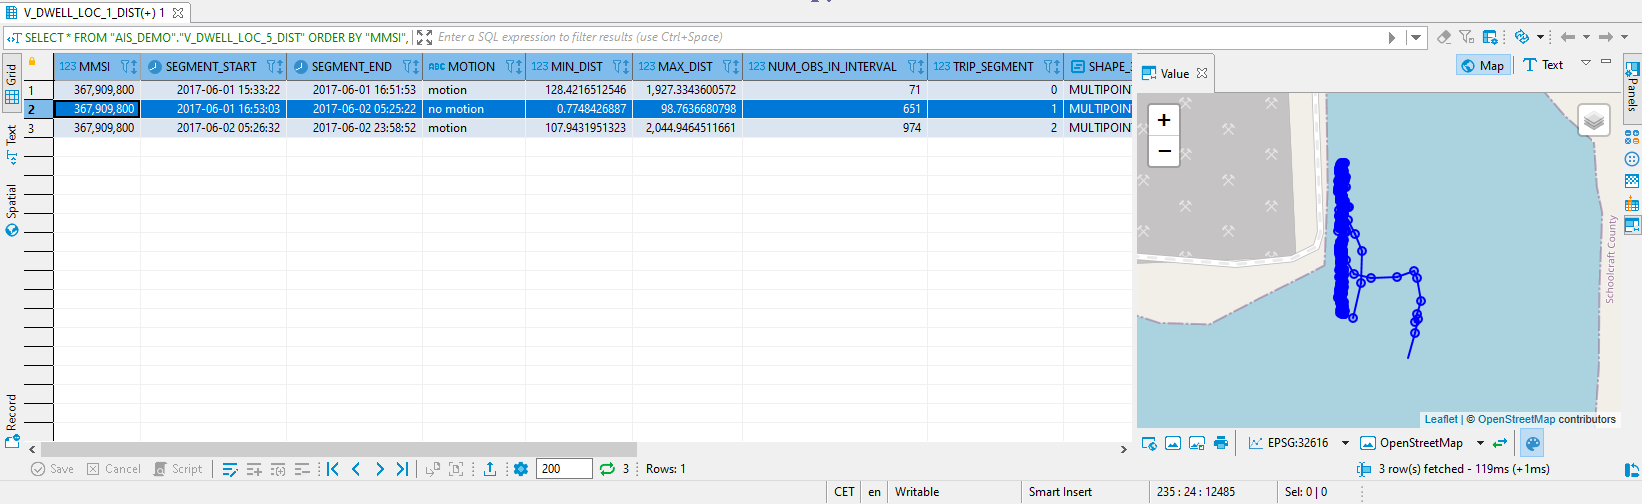 V_DWELL_LOC_1_DIST(+) 1
SELECT * FROM "AIS_DEMO"."V_DWELL_LOC_5_DIST" ORDER BY "MMSI", Enter a SQL expression to filter results (use Ctrl+Space)
Grid
Text
Spatial
Record
123 MMSI SEGMENT_START SEGMENT_END ABC MOTION 123 MIN_DIST 123 MAX_DIST 123 NUM_OBS_IN_INTERVAL 123 TRIP_SEGMENT SHAPE_
1 367,909,800 2017-06-01 15:33:22 2017-06-01 16:51:53 motion 128.4216512546 1,927.3343600572 71 0 MULTIPOIN
2 367,909,800 2017-06-01 16:53:03 2017-06-02 05:25:22 no motion 0.7748426887 98.7636680798 651 1 MULTIPOIN
3 367,909,800 2017-06-02 05:26:32 2017-06-02 23:58:52 motion 107.9431951323 2,044.9464511661 974 2 MULTIPOIN
Value
Map Text
Panels
+
−
Schoolcraft County
Leaflet | © OpenStreetMap contributors
EPSG:32616 OpenStreetMap
Save Cancel Script 200 3 Rows: 1
3 row(s) fetched - 119ms (+1ms)
CET en Writable Smart Insert 235 : 24 : 12485 Sel: 0 | 0